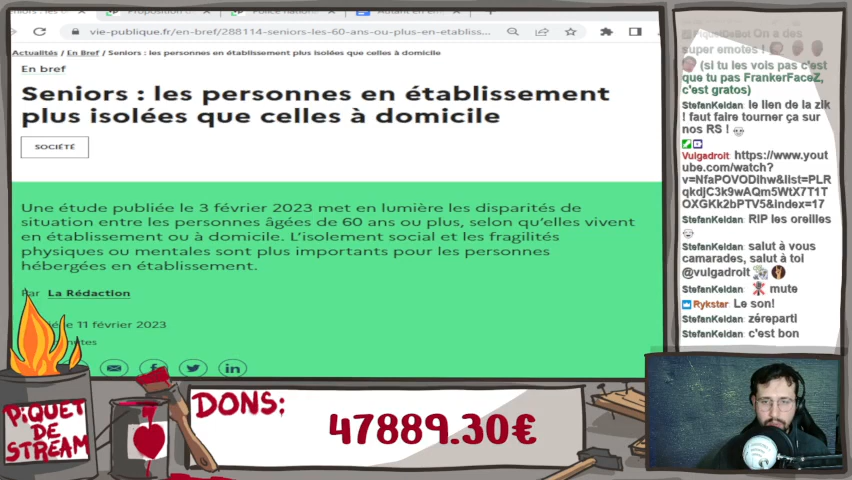 vie-publique.fr/en-bref/288114-seniors-les-60-ans-ou-plus-en-etabliss...
Actualités / En Bref / Seniors : les personnes en établissement plus isolées que celles à domicile
En bref
Seniors : les personnes en établissement
plus isolées que celles à domicile
SOCIÉTÉ
Une étude publiée le 3 février 2023 met en lumière les disparités de
situation entre les personnes âgées de 60 ans ou plus, selon qu'elles vivent
en établissement ou à domicile. L'isolement social et les fragilités
physiques ou mentales sont plus importants pour les personnes
hébergées en établissement.
Par La Rédaction
le 11 février 2023
PiQUET
DE
STREAM
DONS:
47889.30€
PiquetDeBot On a des
super emotes !
(si tu les vois pas c'est
que tu pas FrankerFaceZ,
c'est gratos)
StefanKeldan: le lien de la zik
! faut faire tourner ça sur
nos RS !
Vulgadroit: https://www.yout
ube.com/watch?
v=NfaPOVODlhw&list=PLR
qkdjC3k9wAQm5WtX7T1T
OXGKk2bPTV5&index=17
StefanKeldan: RIP les oreilles
StefanKeldan: salut à vous
camarades, salut à toi
@vulgadroit
StefanKeldan: mute
Rykstar Le son!
StefanKeldan: zéreparti
StefanKeldan: c'est bon